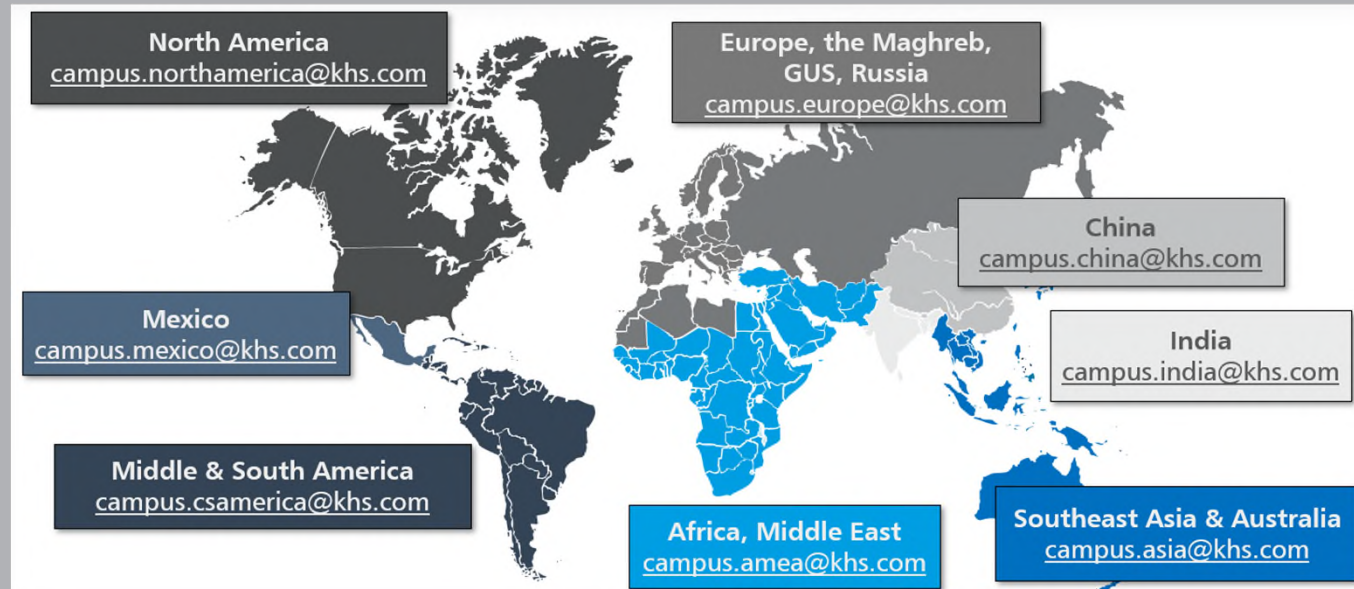 North America
campus.northamerica@khs.com
Europe, the Maghreb,
GUS, Russia
campus.europe@khs.com
China
campus.china@khs.com
Mexico
campus.mexico@khs.com
India
campus.india@khs.com
Middle & South America
campus.csamerica@khs.com
Africa, Middle East
campus.amea@khs.com
Southeast Asia & Australia
campus.asia@khs.com